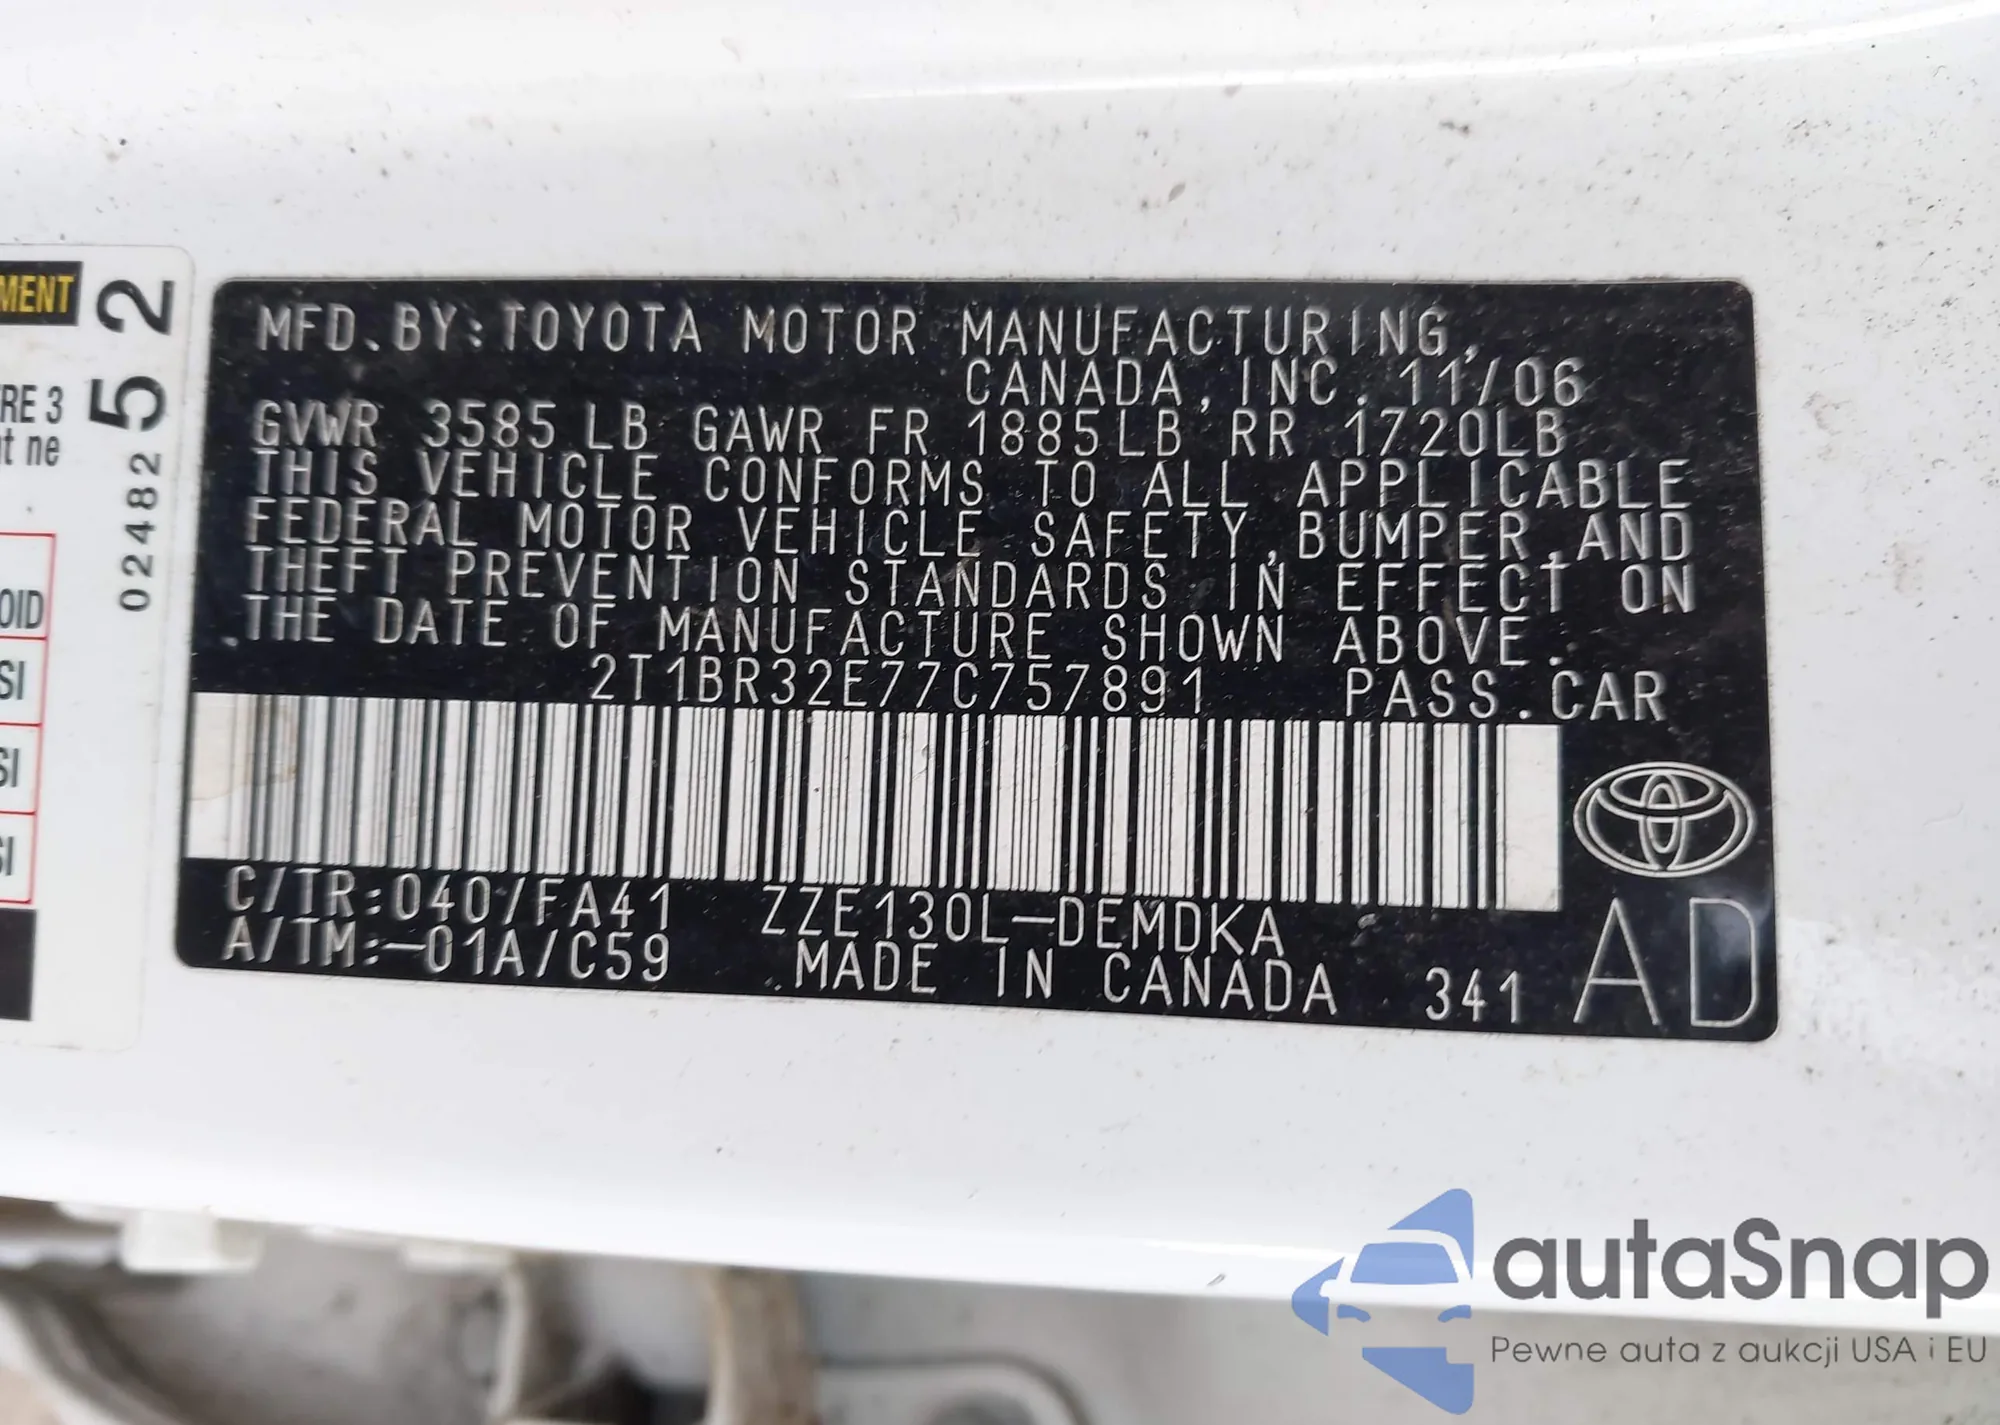 MENT
RE 3
nt ne
OID
SI
SI
SI
02482 52
MFD. BY: TOYOTA MOTOR MANUFACTURING,
CANADA, INC. 11/06
GVWR 3585 LB GAWR FR 1885LB RR 1720LB
THIS VEHICLE CONFORMS TO ALL APPLICABLE
FEDERAL MOTOR VEHICLE SAFETY, BUMPER, AND
THEFT PREVENTION STANDARDS IN EFFECT ON
THE DATE OF MANUFACTURE SHOWN ABOVE.
2T1BR32E77C757891 PASS. CAR
C/TR:040/FA41 ZZE130L-DEMDKA
A/TM:-01A/C59 MADE IN CANADA 341 AD
autaSnap
Pewne auta z aukcji USA i EU